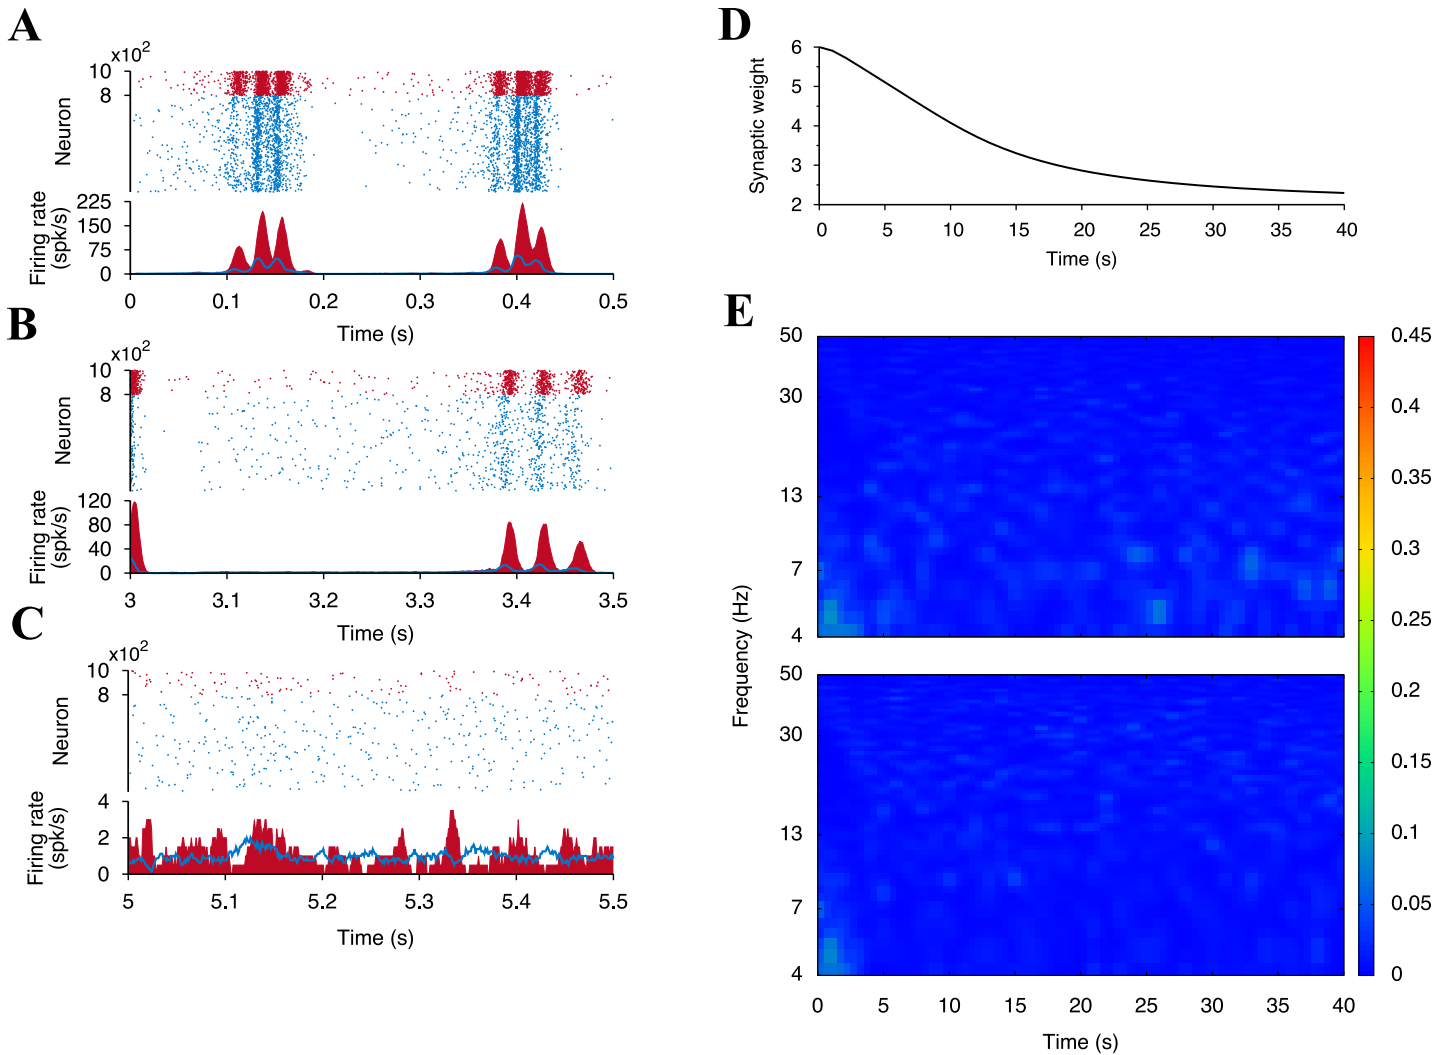 A
x10²
10
8
Neuron
225
150
75
0
Firing rate
(spk/s)
0 0.1 0.2 0.3 0.4 0.5
Time (s)
B
x10²
10
8
Neuron
120
80
40
0
Firing rate
(spk/s)
3 3.1 3.2 3.3 3.4 3.5
Time (s)
C
x10²
10
8
Neuron
4
2
0
Firing rate
(spk/s)
5 5.1 5.2 5.3 5.4 5.5
Time (s)
D
6
5
4
3
2
Synaptic weight
0 5 10 15 20 25 30 35 40
Time (s)
E
50
30
13
7
4
50
30
13
7
4
Frequency (Hz)
0 5 10 15 20 25 30 35 40
Time (s)
0.45
0.4
0.35
0.3
0.25
0.2
0.15
0.1
0.05
0